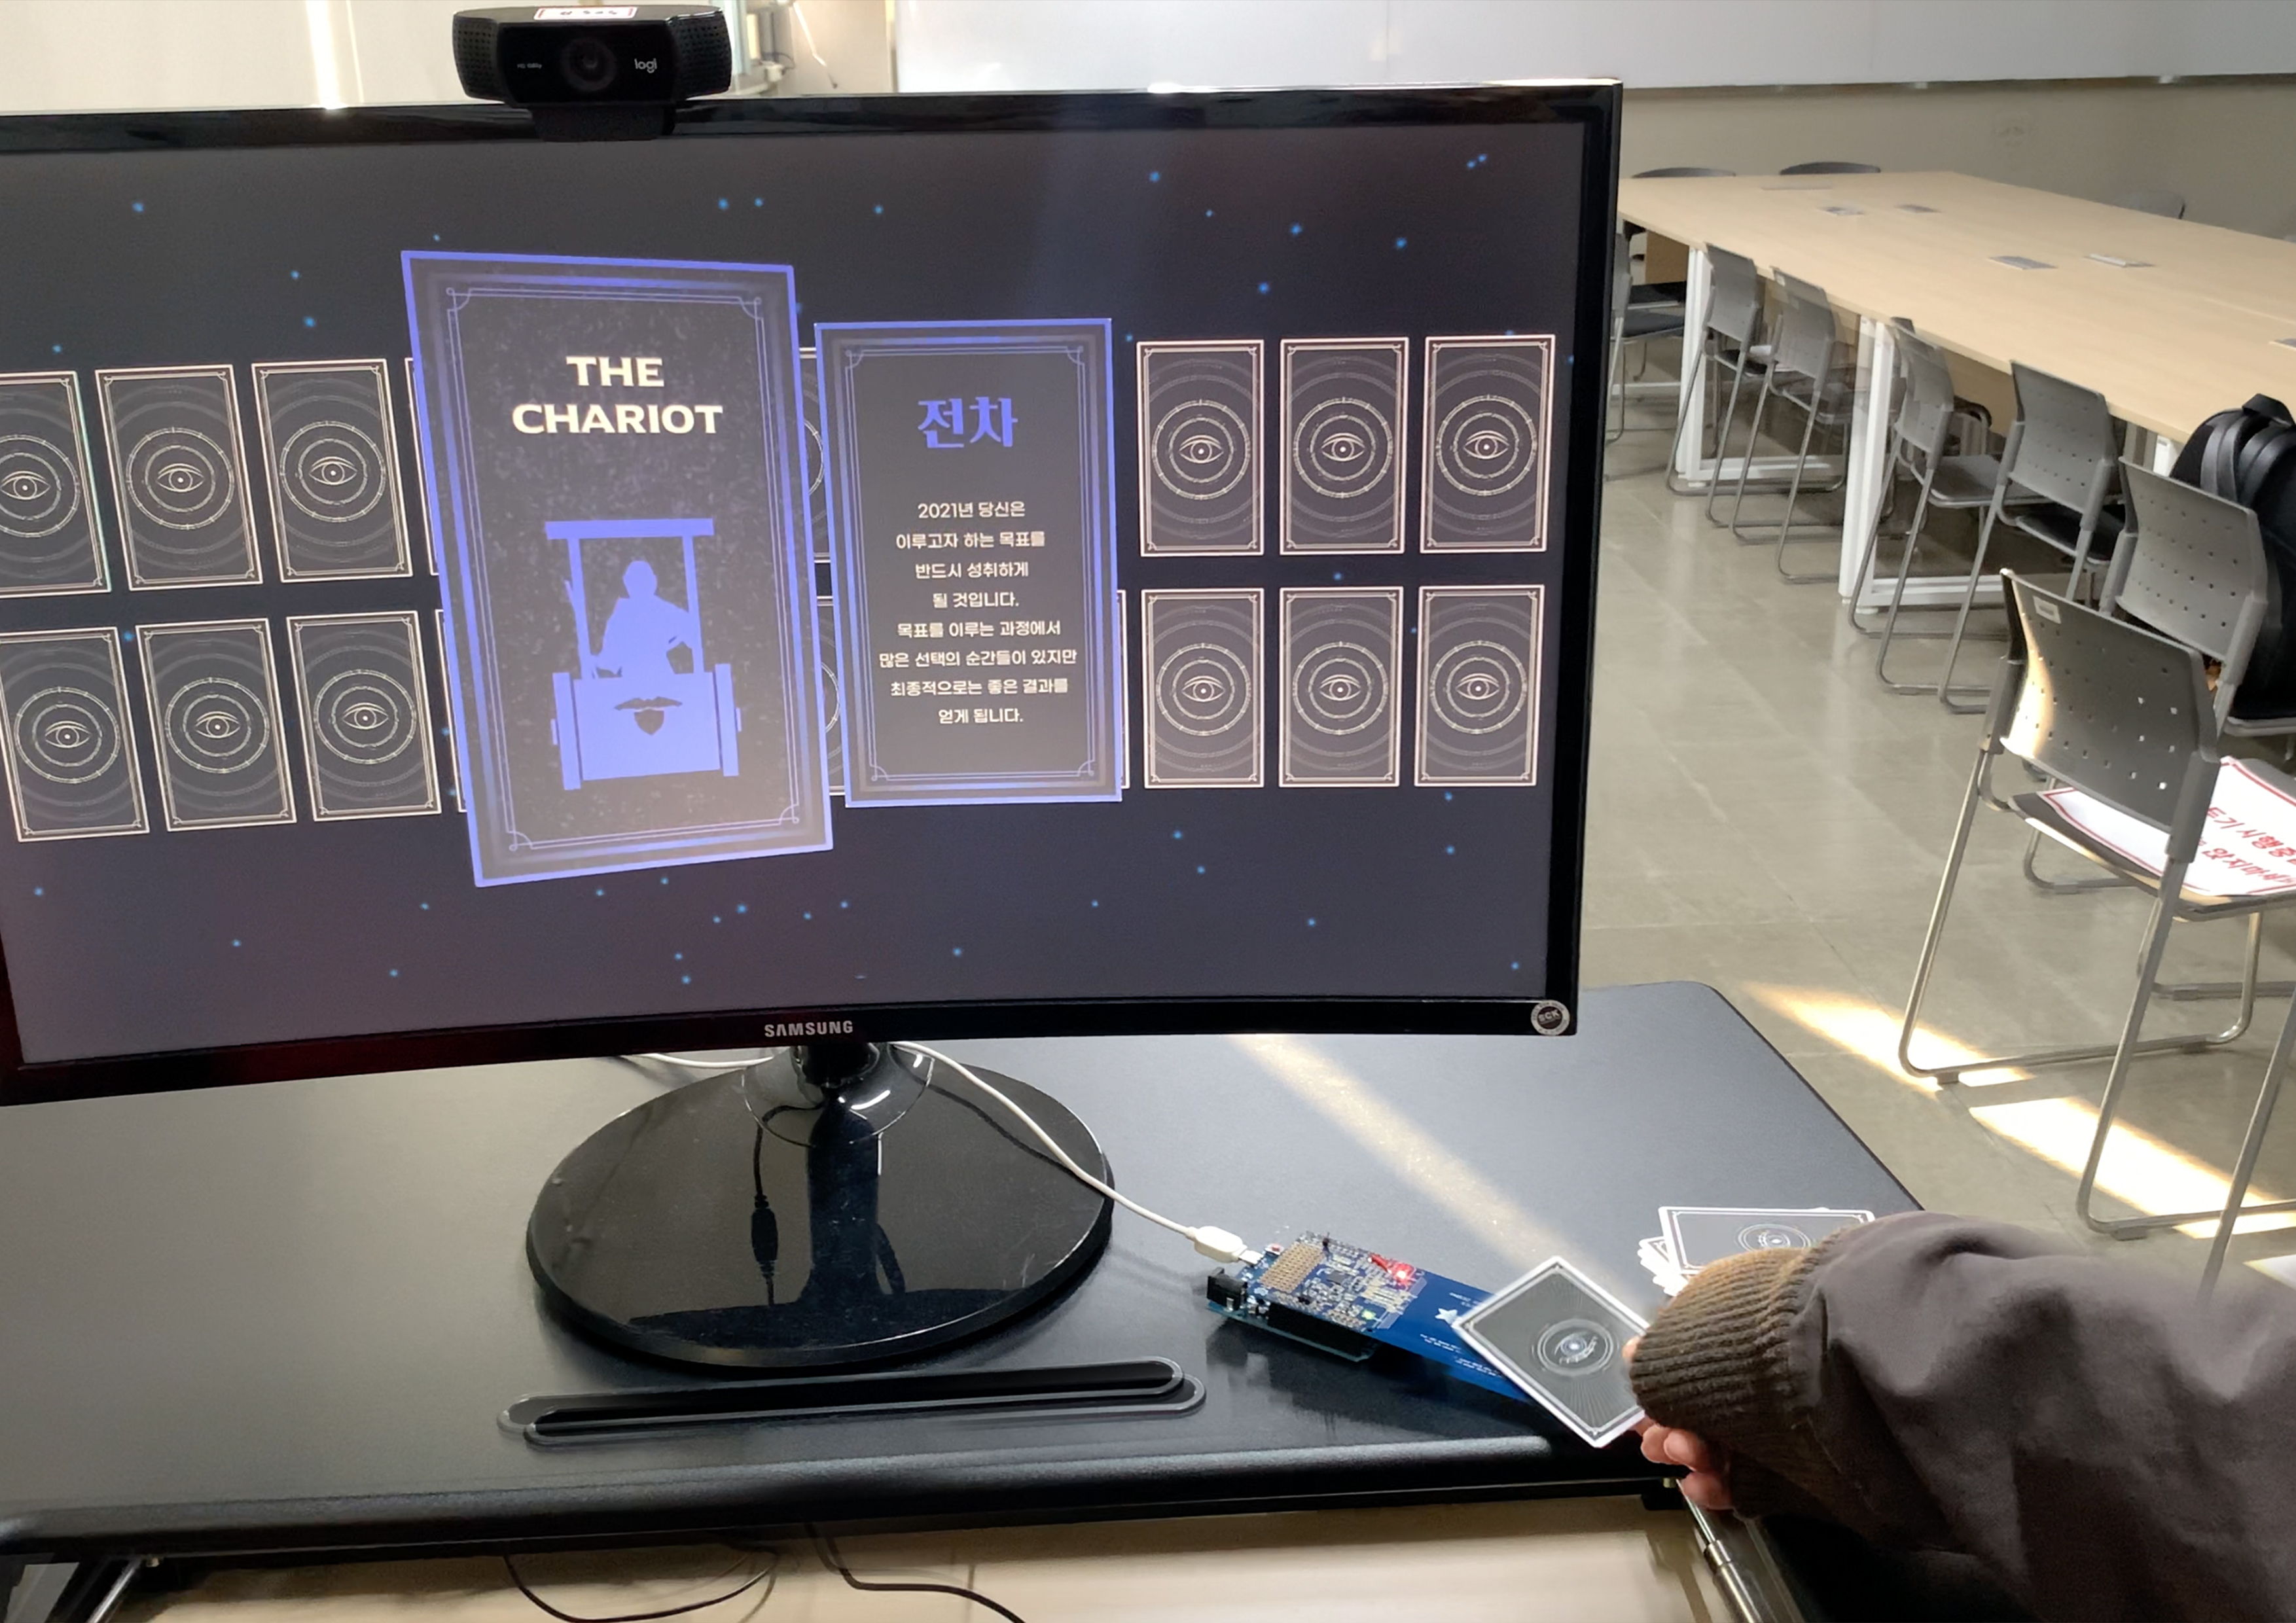 logi
THE
CHARIOT
전차
2021년 당신은
이루고자 하는 목표를
반드시 성취하게
될 것입니다.
목표를 이루는 과정에서
많은 선택의 순간들이 있지만
최종적으로는 좋은 결과를
얻게 됩니다.
SAMSUNG